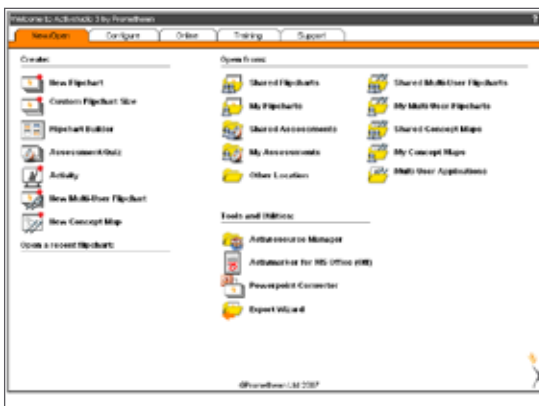 Welcome to Activstudio 3 by Promethean
New/Open
Configure
Online
Training
Support
Create:
New Flipchart
Custom Flipchart Size
Flipchart Builder
Assessment/Quiz
Activity
New Multi-User Flipchart
New Concept Map
Open a recent flipchart:
Open from:
Shared Flipcharts
My Flipcharts
Shared Assessments
My Assessments
Other Location
Shared Multi-User Flipcharts
My Multi-User Flipcharts
Shared Concept Maps
My Concept Maps
Multi User Applications
Tools and Utilities:
Activresource Manager
Activmarker for MS Office (Off)
Powerpoint Converter
Export Wizard
©Promethean Ltd 2007